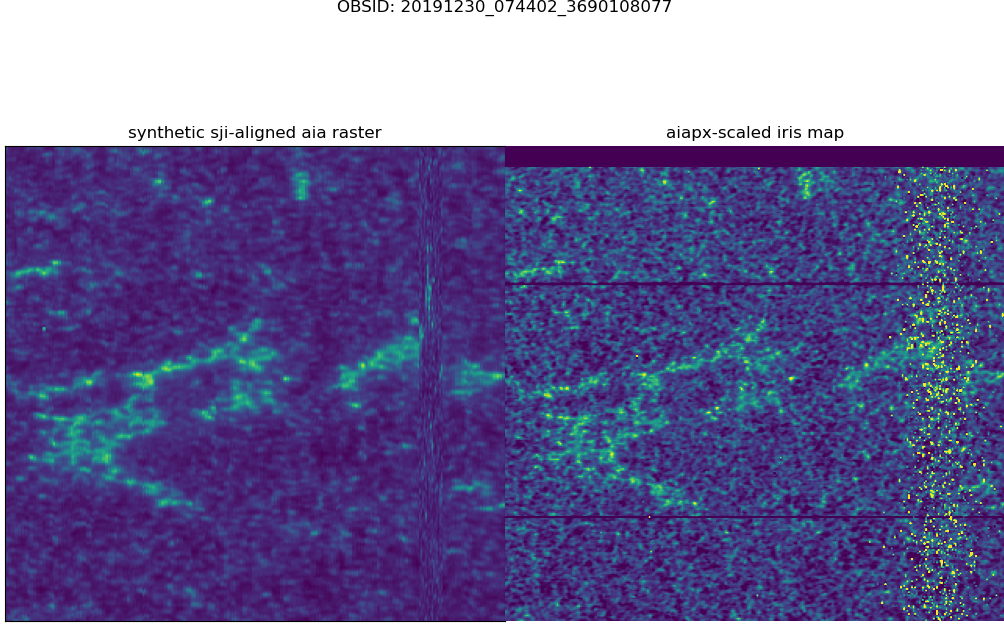 OBSID: 20191230_074402_3690108077
synthetic sji-aligned aia raster
aiapx-scaled iris map